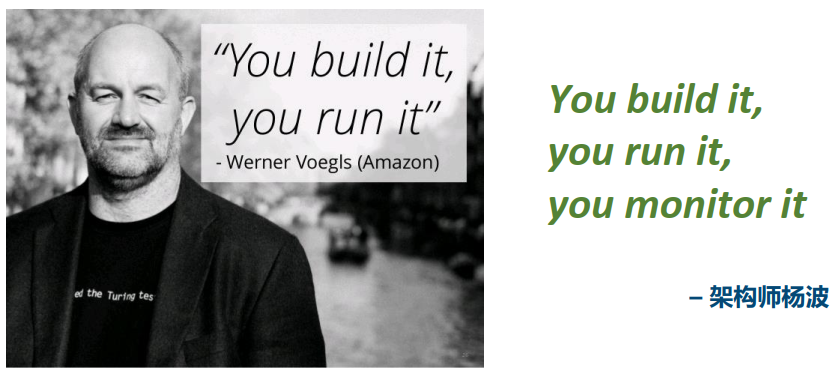 “You build it,
you run it”
- Werner Voegls (Amazon)
ed the Turing tes
You build it,
you run it,
you monitor it
– 架构师杨波